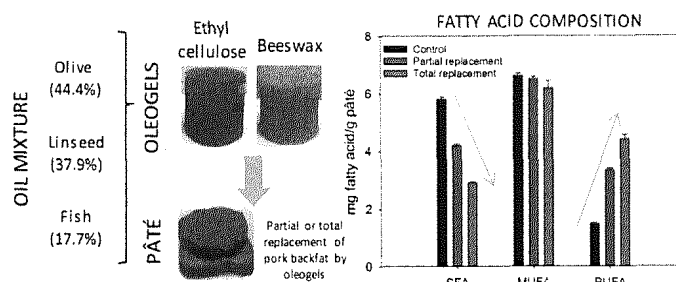 OIL MIXTURE
Olive
(44.4%)
Linseed
(37.9%)
Fish
(17.7%)
OLEOGELS
Ethyl
cellulose
Beeswax
PÂTÉ
Partial or total
replacement of
pork backfat by
oleogels
FATTY ACID COMPOSITION
Control
Partial replacement
Total replacement
mg fatty acid/g pâté
8
6
4
2
0